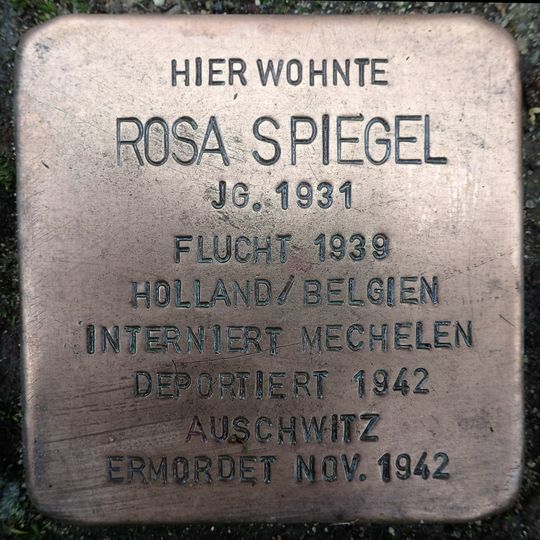 HIER WOHNTE
ROSA SPIEGEL
JG. 1931
FLUCHT 1939
HOLLAND/BELGIEN
INTERNIERT MECHELEN
DEPORTIERT 1942
AUSCHWITZ
ERMORDET NOV. 1942